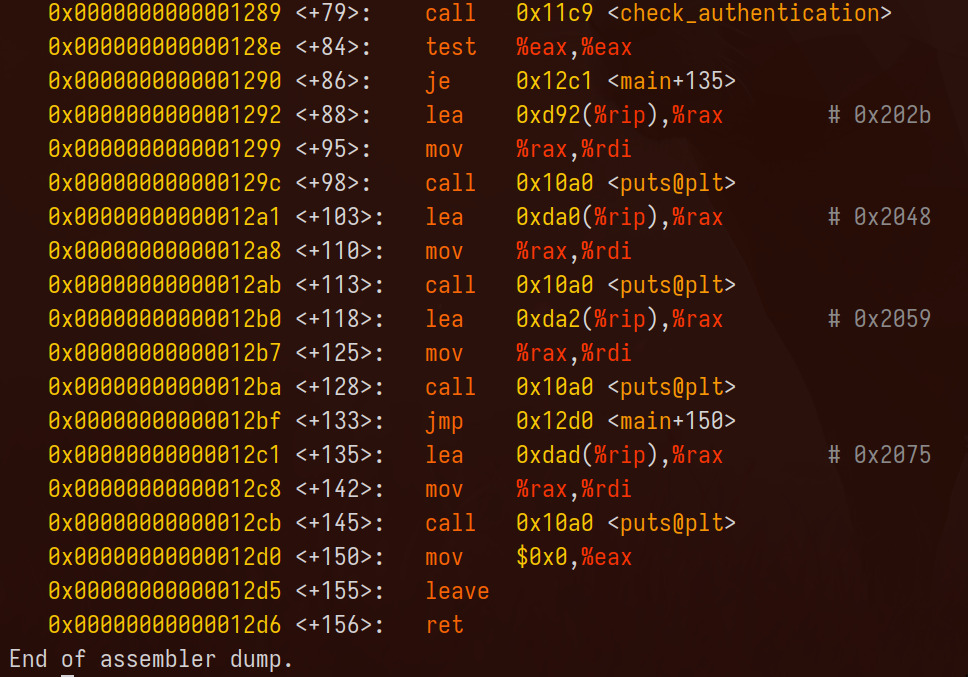 0x0000000000001289 <+79>: call 0x11c9 <check_authentication>
0x000000000000128e <+84>: test %eax,%eax
0x0000000000001290 <+86>: je 0x12c1 <main+135>
0x0000000000001292 <+88>: lea 0xd92(%rip),%rax # 0x202b
0x0000000000001299 <+95>: mov %rax,%rdi
0x000000000000129c <+98>: call 0x10a0 <puts@plt>
0x00000000000012a1 <+103>: lea 0xda0(%rip),%rax # 0x2048
0x00000000000012a8 <+110>: mov %rax,%rdi
0x00000000000012ab <+113>: call 0x10a0 <puts@plt>
0x00000000000012b0 <+118>: lea 0xda2(%rip),%rax # 0x2059
0x00000000000012b7 <+125>: mov %rax,%rdi
0x00000000000012ba <+128>: call 0x10a0 <puts@plt>
0x00000000000012bf <+133>: jmp 0x12d0 <main+150>
0x00000000000012c1 <+135>: lea 0xdad(%rip),%rax # 0x2075
0x00000000000012c8 <+142>: mov %rax,%rdi
0x00000000000012cb <+145>: call 0x10a0 <puts@plt>
0x00000000000012d0 <+150>: mov $0x0,%eax
0x00000000000012d5 <+155>: leave
0x00000000000012d6 <+156>: ret
End of assembler dump.